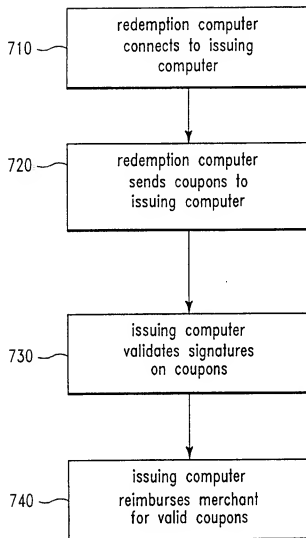 redemption computer
710
connects to issuing
computer
redemption computer
720
sends coupons to
issuing computer
issuing computer
730
validates signatures
on coupons
issuing computer
740
reimburses merchant
for valid coupons